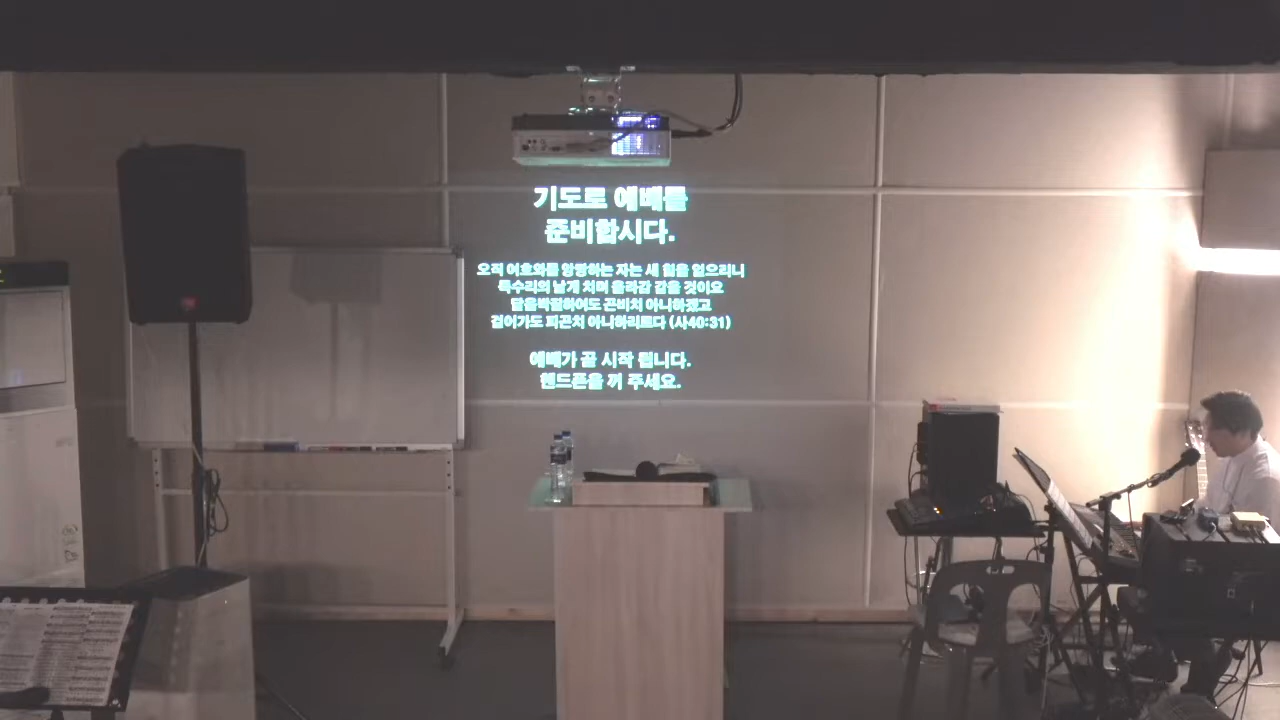 기도로 예배를
준비합시다.
오직 여호와를 앙망하는 자는 새 힘을 얻으리니
독수리의 날개 치며 올라감 같을 것이요
달음박질하여도 곤비치 아니하겠고
걸어가도 피곤치 아니하리로다 (사40:31)
예배가 곧 시작 됩니다.
핸드폰을 꺼 주세요.